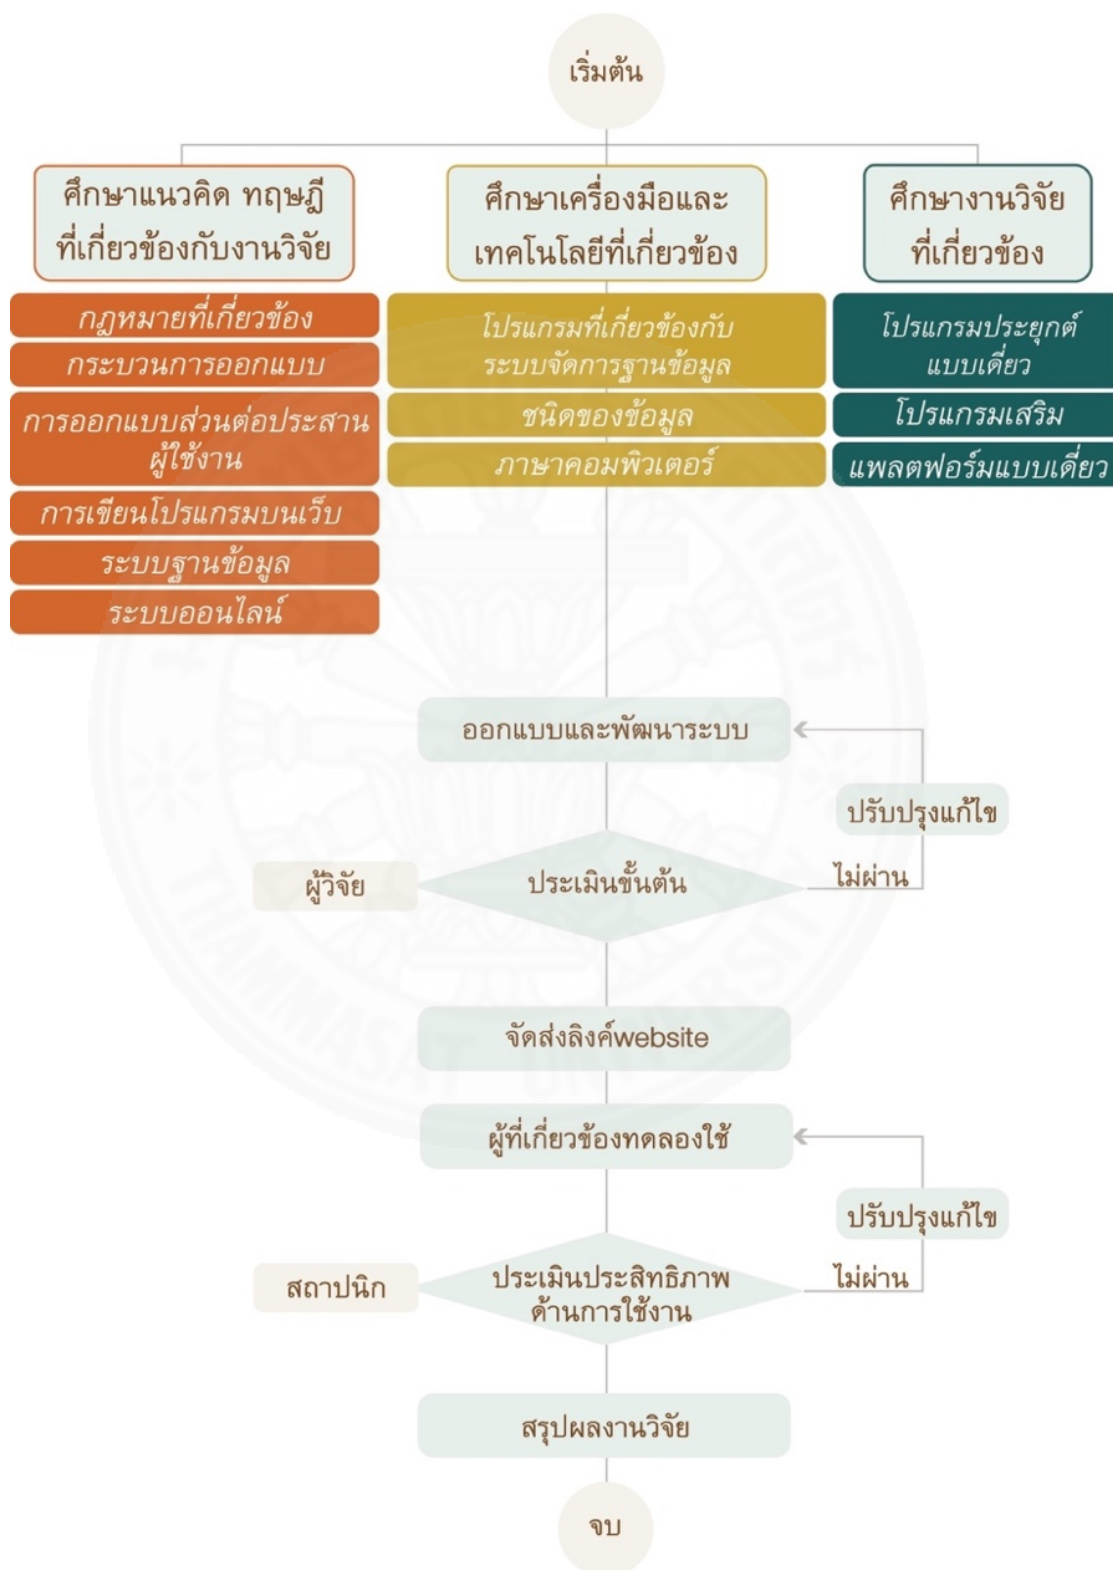 เริ่มต้น
ศึกษาแนวคิด ทฤษฎี
ที่เกี่ยวข้องกับงานวิจัย
กฎหมายที่เกี่ยวข้อง
กระบวนการออกแบบ
การออกแบบส่วนต่อประสาน
ผู้ใช้งาน
การเขียนโปรแกรมบนเว็บ
ระบบฐานข้อมูล
ระบบออนไลน์
ศึกษาเครื่องมือและ
เทคโนโลยีที่เกี่ยวข้อง
โปรแกรมที่เกี่ยวข้องกับ
ระบบจัดการฐานข้อมูล
ชนิดของข้อมูล
ภาษาคอมพิวเตอร์
ศึกษางานวิจัย
ที่เกี่ยวข้อง
โปรแกรมประยุกต์
แบบเดี่ยว
โปรแกรมเสริม
แพลตฟอร์มแบบเดี่ยว
ออกแบบและพัฒนาระบบ
ปรับปรุงแก้ไข
ผู้วิจัย
ประเมินขั้นต้น
ไม่ผ่าน
จัดส่งลิงค์website
ผู้ที่เกี่ยวข้องทดลองใช้
ปรับปรุงแก้ไข
สถาปนิก
ประเมินประสิทธิภาพ
ด้านการใช้งาน
ไม่ผ่าน
สรุปผลงานวิจัย
จบ
THAMMASAT UNIVERSITY